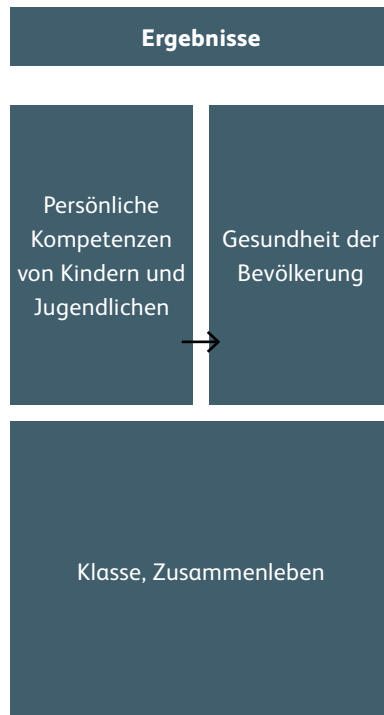 Ergebnisse
Persönliche
Kompetenzen
von Kindern und
Jugendlichen
Gesundheit der
Bevölkerung
Klasse, Zusammenleben